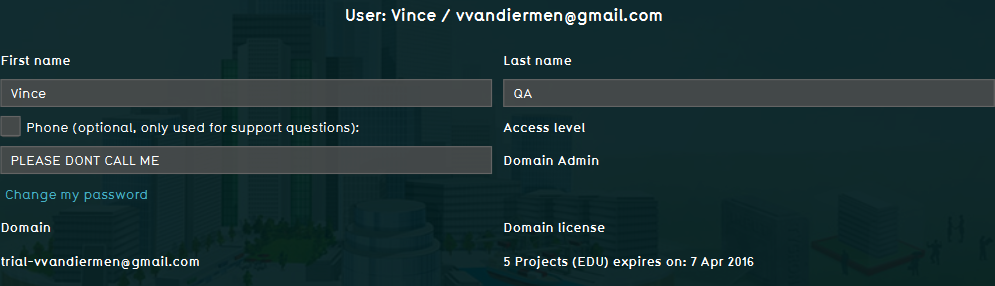 User: Vince / vvandiermen@gmail.com
First name
Last name
Vince
QA
Phone (optional, only used for support questions):
Access level
PLEASE DONT CALL ME
Domain Admin
Change my password
Domain
Domain license
trial-vvandiermen@gmail.com
5 Projects (EDU) expires on: 7 Apr 2016